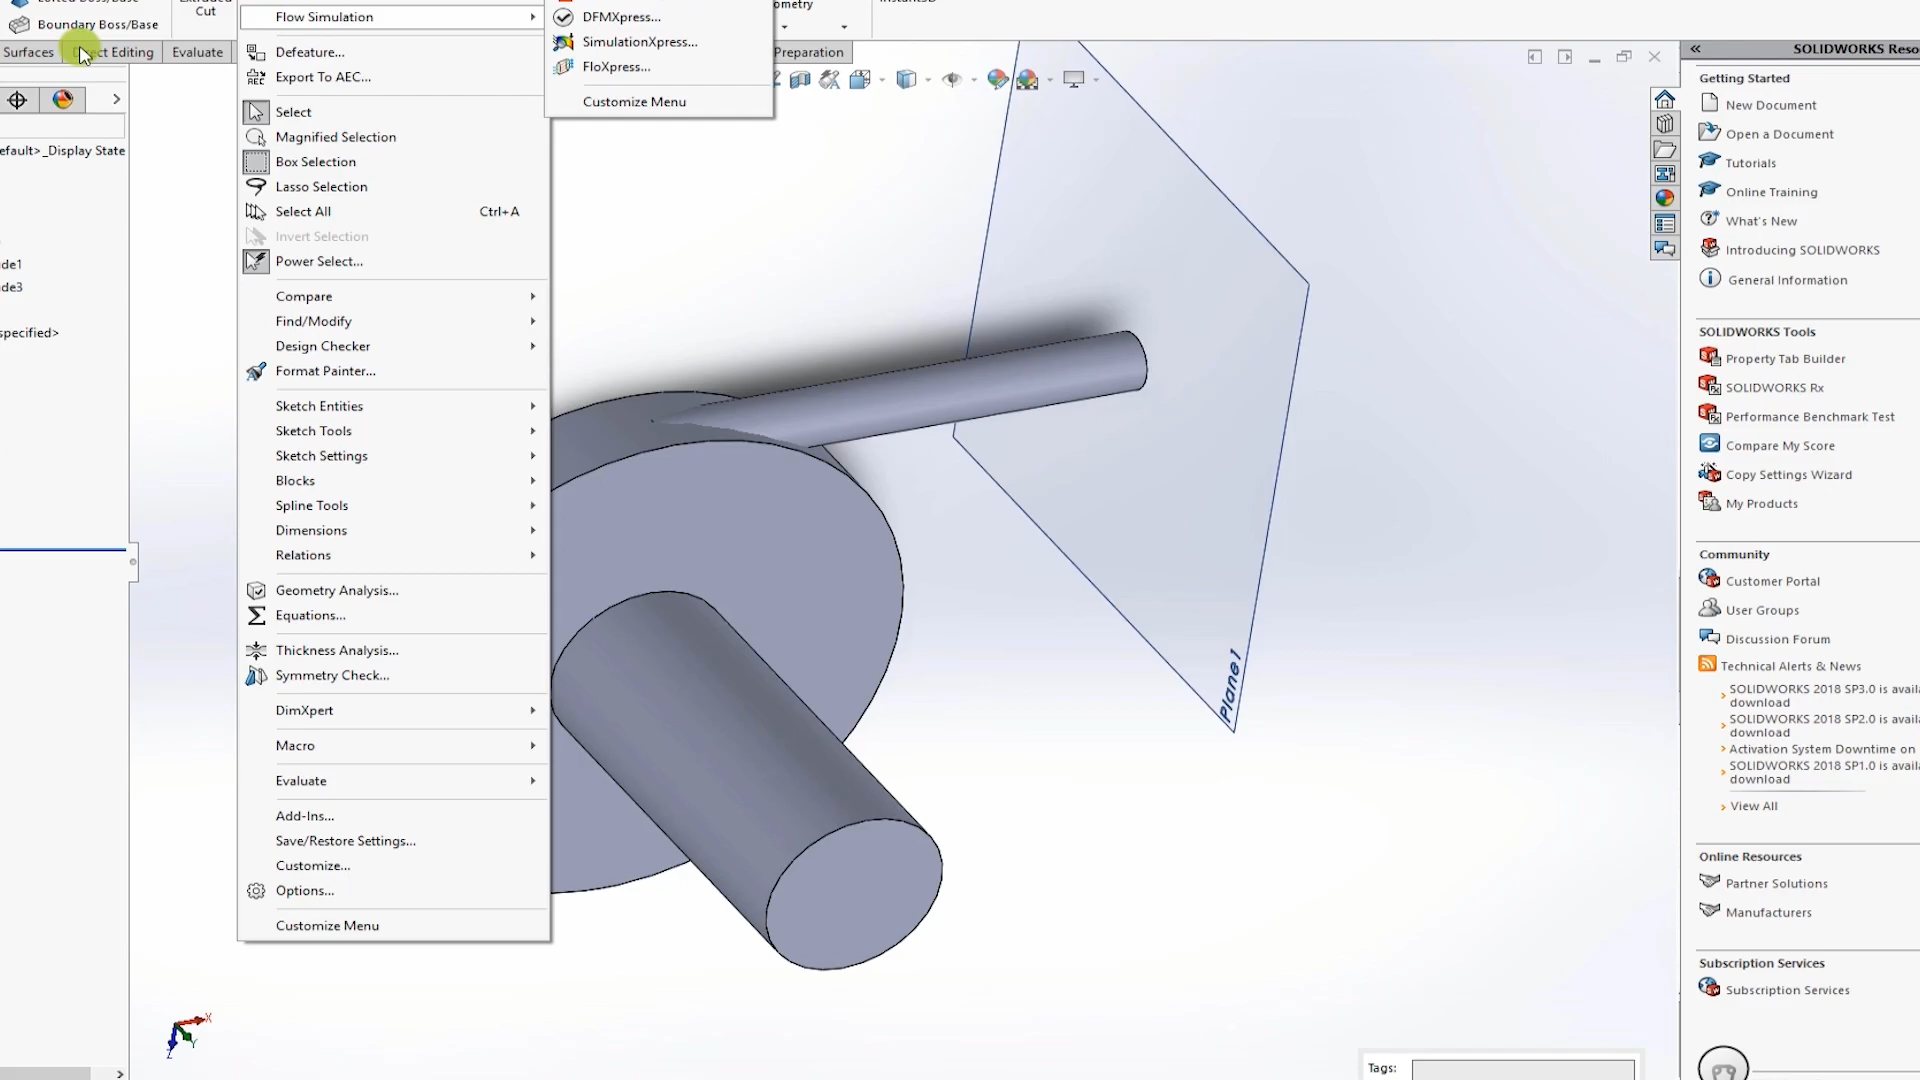 Boundary Boss/Base
Cut
Surfaces
Direct Editing
Evaluate
Flow Simulation
Defeature...
Export To AEC...
Select
Magnified Selection
Box Selection
Lasso Selection
Select All Ctrl+A
Invert Selection
Power Select...
Compare
Find/Modify
Design Checker
Format Painter...
Sketch Entities
Sketch Tools
Sketch Settings
Blocks
Spline Tools
Dimensions
Relations
Geometry Analysis...
Equations...
Thickness Analysis...
Symmetry Check...
DimXpert
Macro
Evaluate
Add-Ins...
Save/Restore Settings...
Customize...
Options...
Customize Menu
DFMXpress...
SimulationXpress...
FloXpress...
Customize Menu
ometry
Preparation
efault>_Display State
de1
de3
specified>
Plane1
X
Y
Z
Tags:
SOLIDWORKS Reso
Getting Started
New Document
Open a Document
Tutorials
Online Training
What's New
Introducing SOLIDWORKS
General Information
SOLIDWORKS Tools
Property Tab Builder
SOLIDWORKS Rx
Performance Benchmark Test
Compare My Score
Copy Settings Wizard
My Products
Community
Customer Portal
User Groups
Discussion Forum
Technical Alerts & News
SOLIDWORKS 2018 SP3.0 is availa
download
SOLIDWORKS 2018 SP2.0 is availa
download
Activation System Downtime on
SOLIDWORKS 2018 SP1.0 is availa
download
View All
Online Resources
Partner Solutions
Manufacturers
Subscription Services
Subscription Services